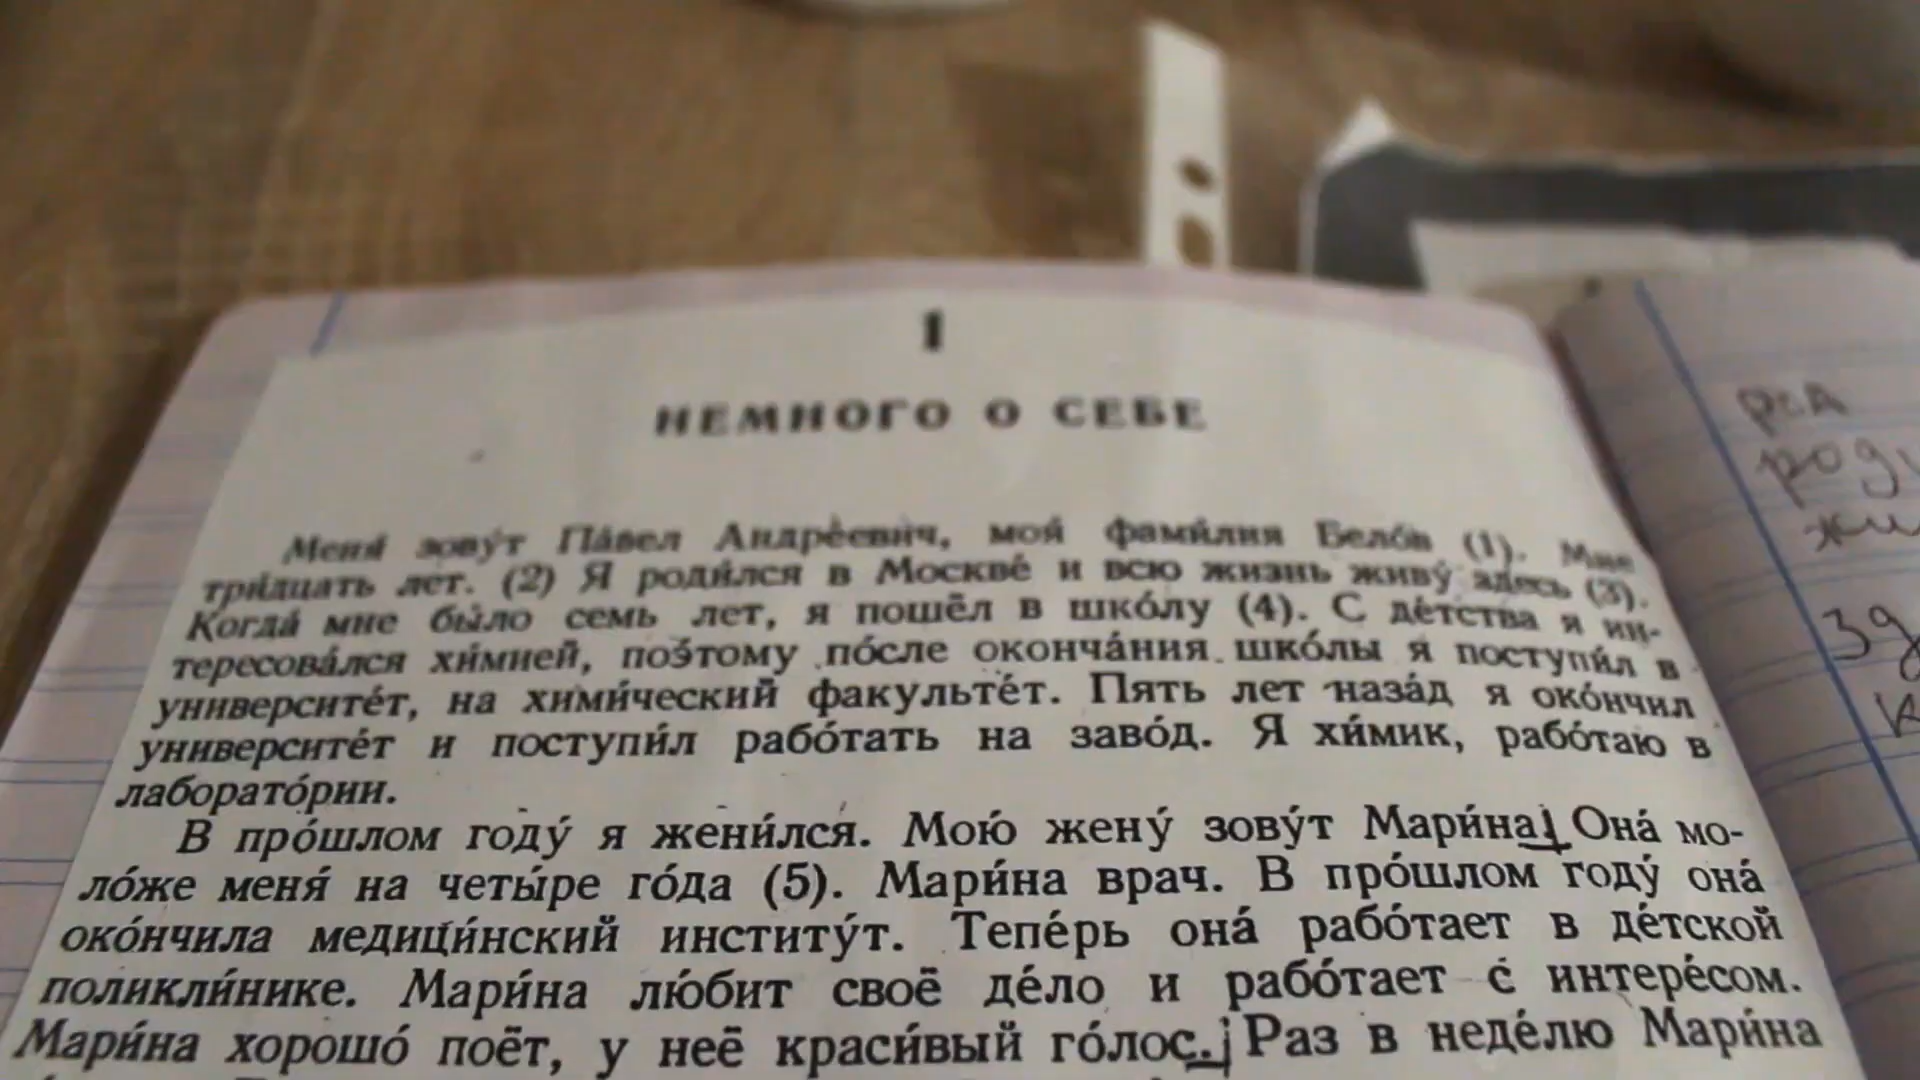 1
НЕМНОГО О СЕБЕ
Меня́ зову́т Па́вел Андре́евич, моя́ фами́лия Бело́в (1). Мне
три́дцать лет. (2) Я роди́лся в Москве́ и всю жизнь живу́ здесь (3).
Когда́ мне бы́ло семь лет, я пошёл в шко́лу (4). С де́тства я ин-
тересова́лся хи́мией, поэ́тому по́сле оконча́ния школы́ я поступи́л в
университе́т, на хими́ческий факульте́т. Пять лет наза́д я око́нчил
университе́т и поступи́л рабо́тать на заво́д. Я хи́мик, рабо́таю в
лаборато́рии.
В про́шлом году́ я жени́лся. Мою́ жену́ зову́т Мари́на. Она́ мо-
ло́же меня́ на четы́ре го́да (5). Мари́на врач. В про́шлом году́ она́
око́нчила медици́нский институ́т. Тепе́рь она́ рабо́тает в де́тской
поликли́нике. Мари́на лю́бит своё де́ло и рабо́тает с интере́сом.
Мари́на хорошо́ поёт, у неё краси́вый го́лос. Раз в неде́лю Мари́на